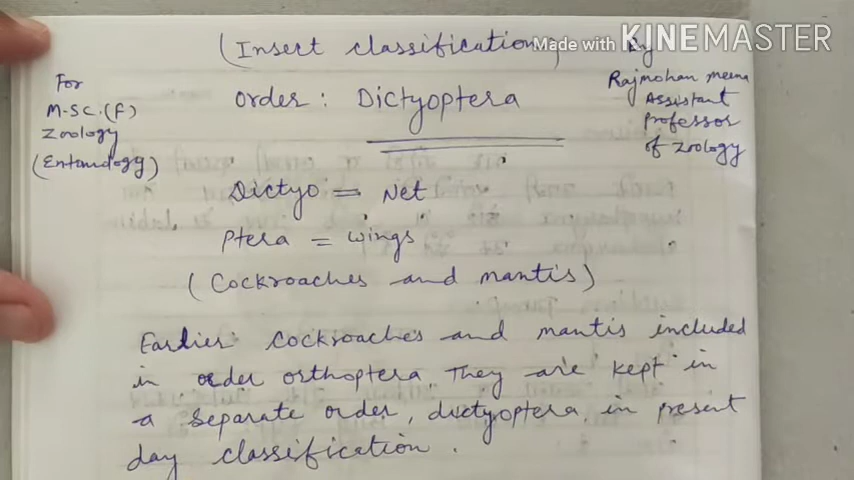 (Insect classification)
Made with KINEMASTER
By
Rajmohan meena
Assistant
professor
of zoology
For
M.SC.(F)
Zoology
(Entomology)
order: Dictyoptera
Dictyo = Net
Ptera = wings
(Cockroaches and mantis)
Earlier cockroaches and mantis included
in order orthoptera. They are kept in
a separate order, dictyoptera in present
day classification.